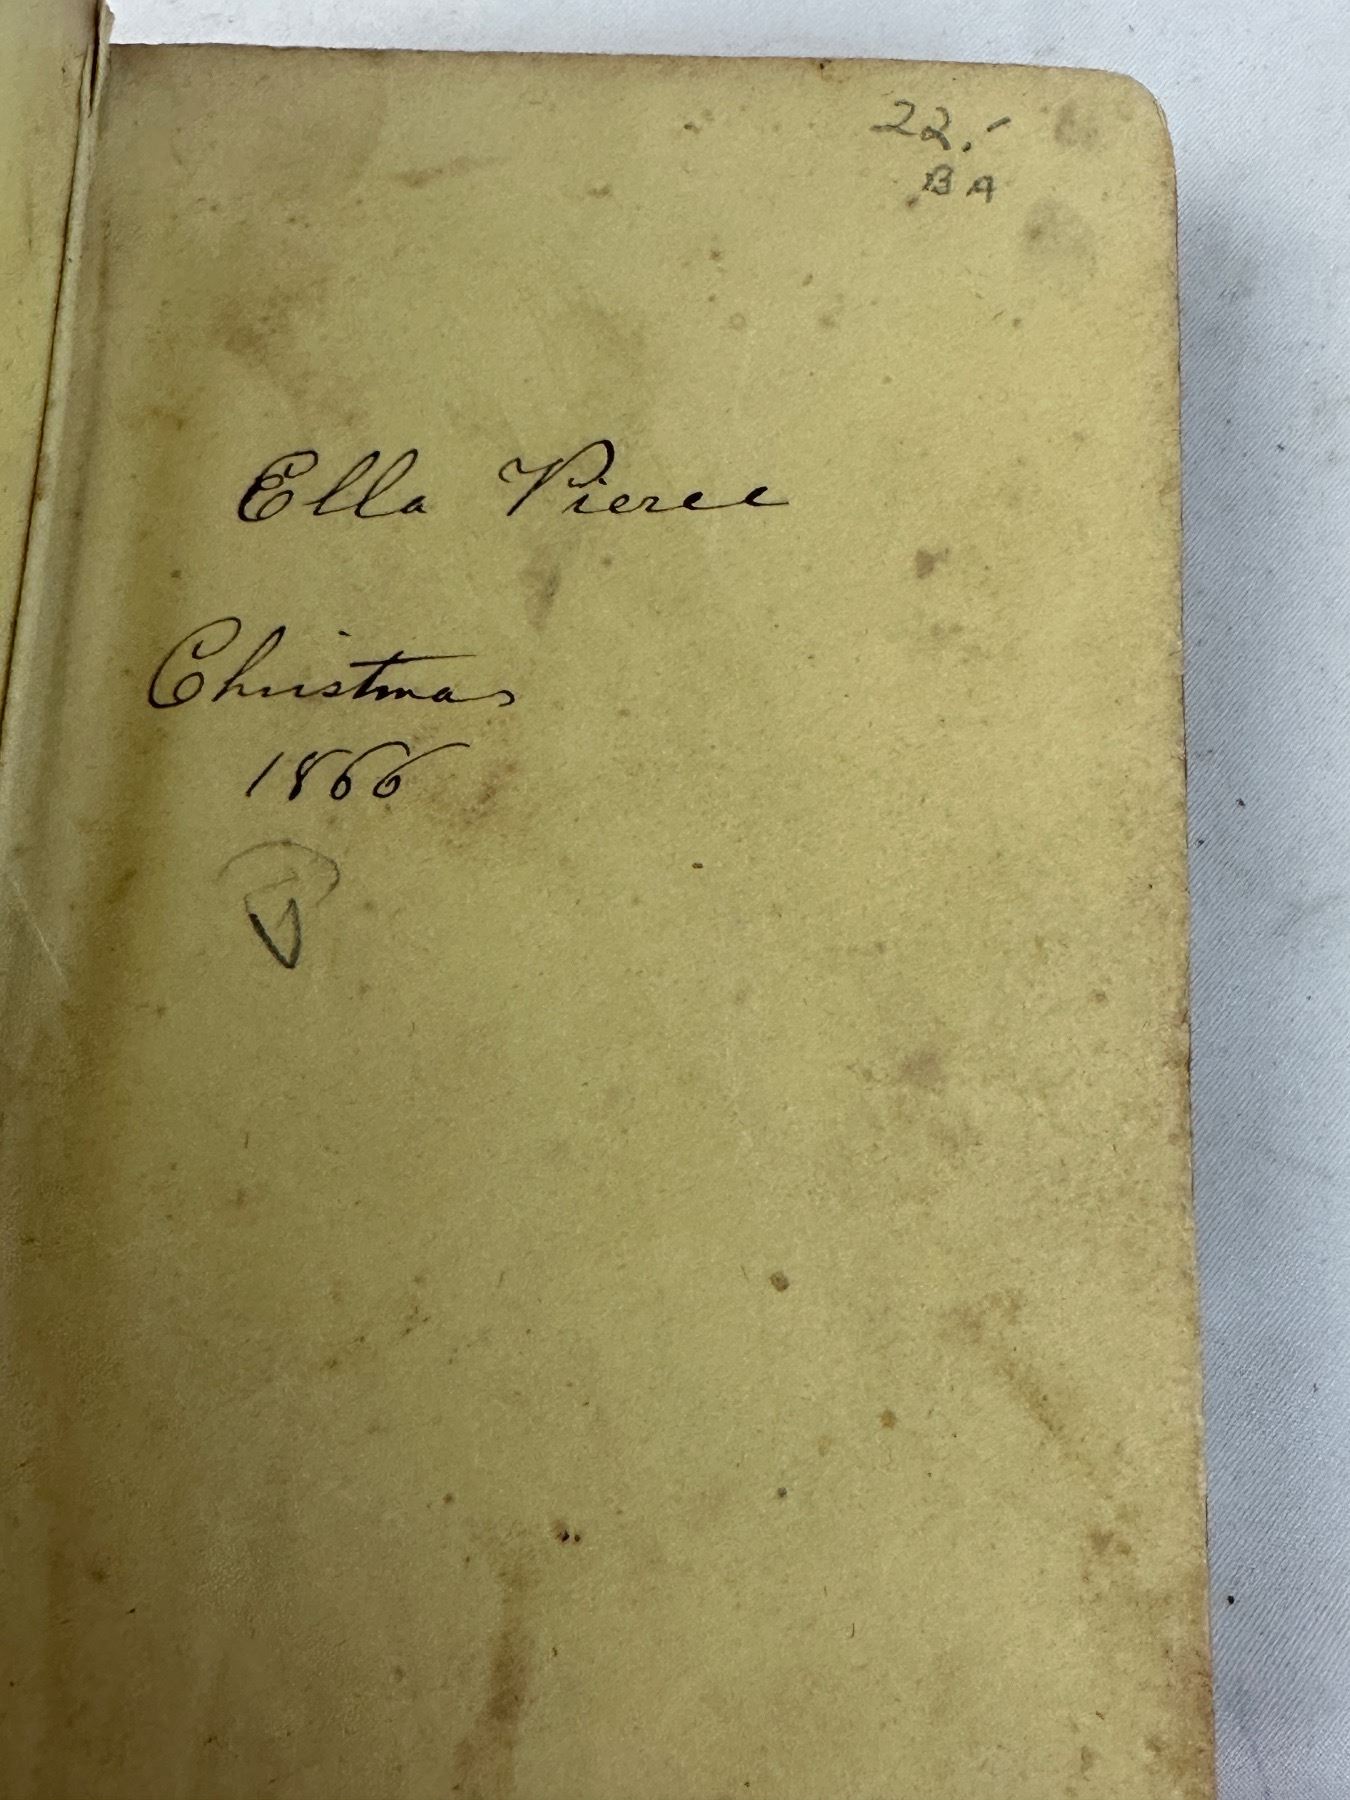 22.-
BA
Ella Pierce
Christmas
1866